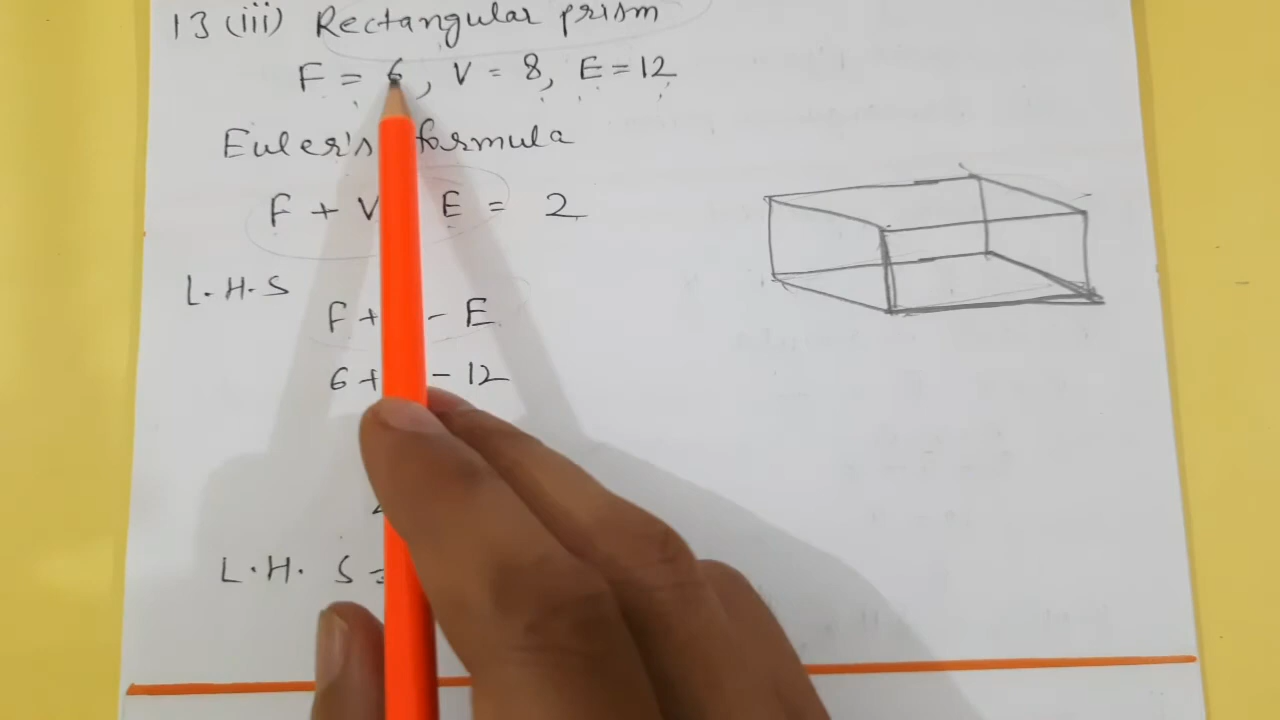 13 (iii) Rectangular prism
F = 6, V = 8, E = 12
Euler's formula
F + V E = 2
L.H.S
F + - E
6 + - 12
L.H.S =